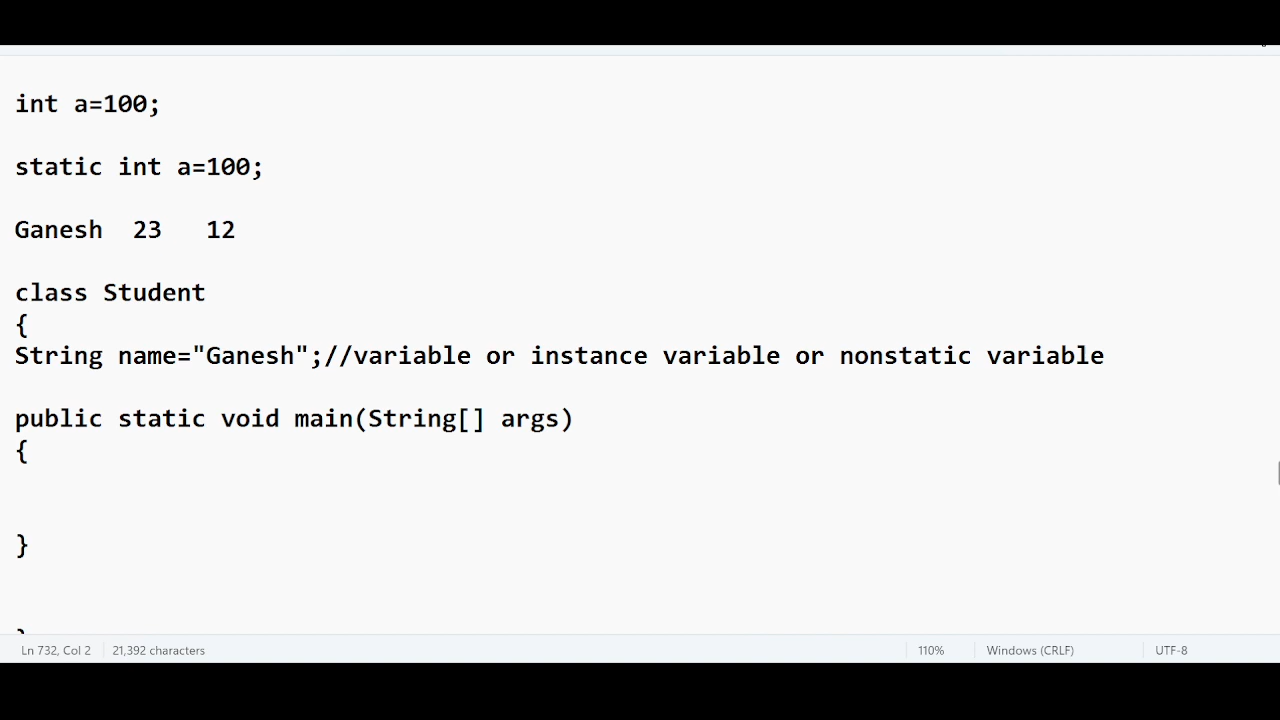 int a=100;
static int a=100;
Ganesh  23   12
class Student
{
String name="Ganesh";//variable or instance variable or nonstatic variable
public static void main(String[] args)
{
}
}
Ln 732, Col 2 21,392 characters 110% Windows (CRLF) UTF-8